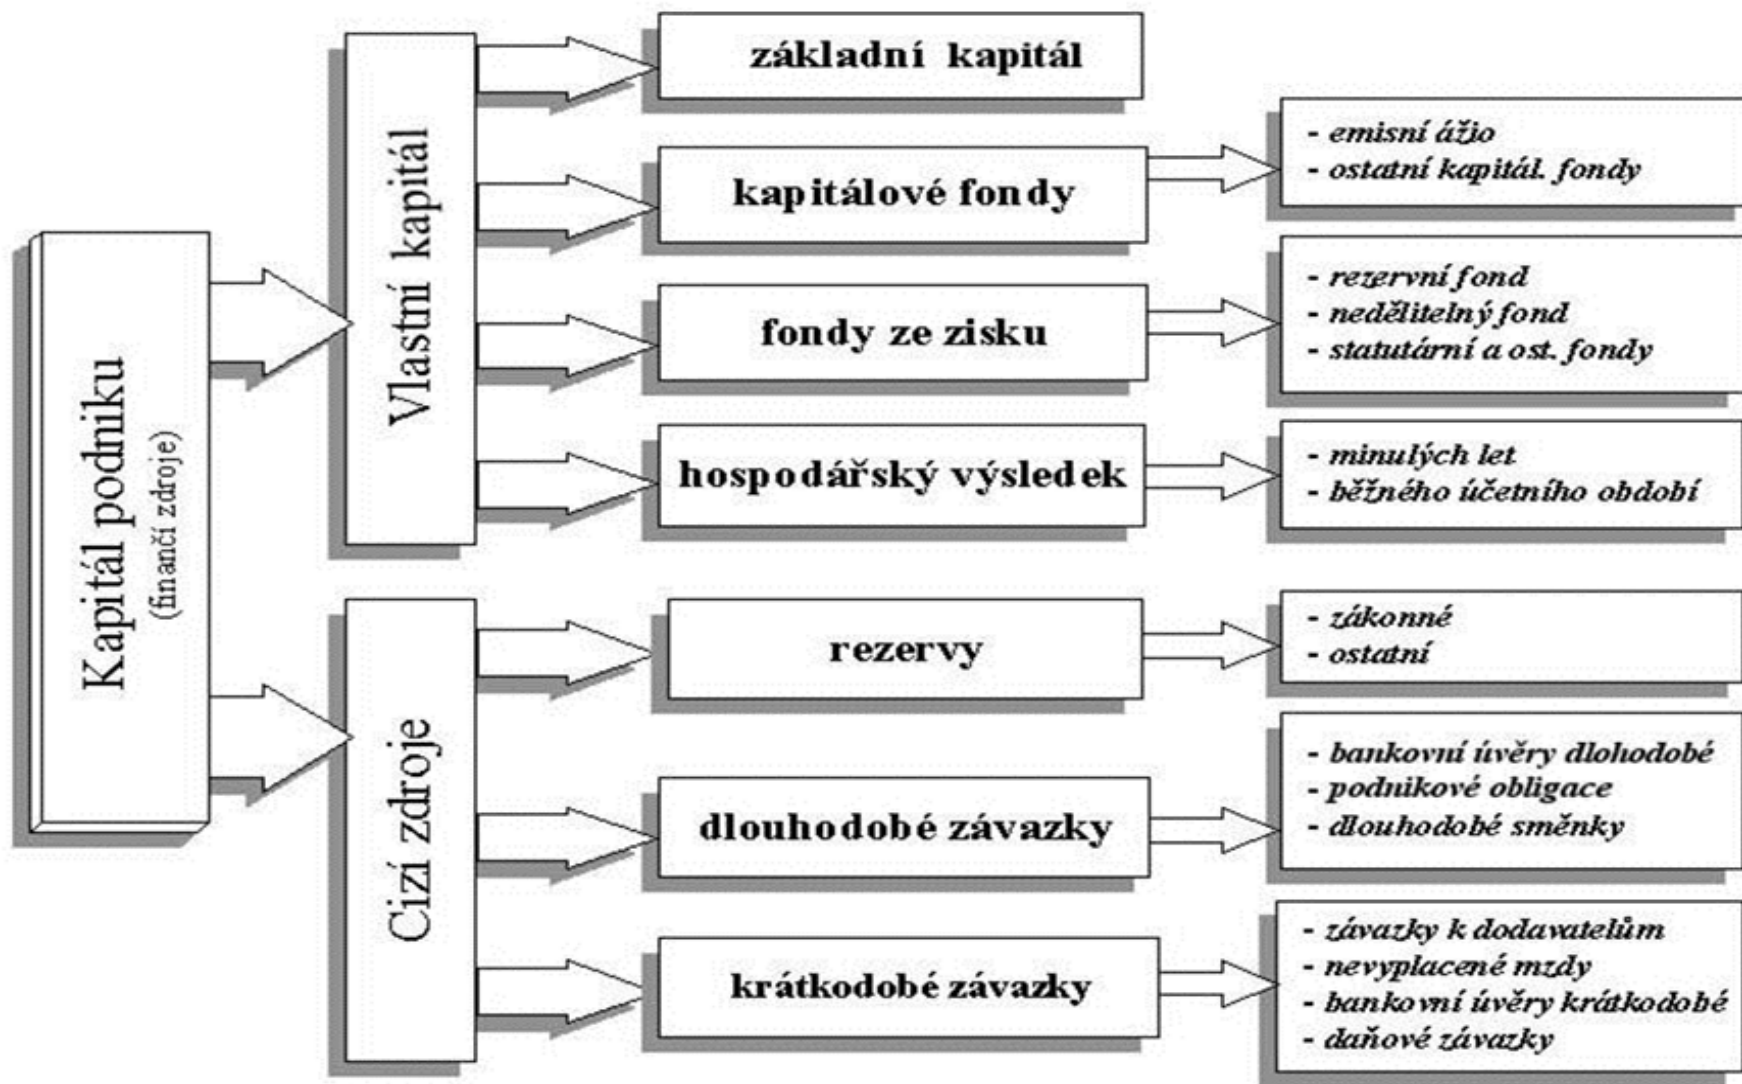 Kapitál podniku
(finančí zdroje)
Vlastní kapitál
základní kapitál
kapitálové fondy
- emisní ážio
- ostatní kapitál. fondy
fondy ze zisku
- rezervní fond
- nedělitelný fond
- statutární a ost. fondy
hospodářský výsledek
- minulých let
- běžného účetního období
Cizí zdroje
rezervy
- zákonné
- ostatní
dlouhodobé závazky
- bankovní úvěry dlohodobé
- podnikové obligace
- dlouhodobé směnky
krátkodobé závazky
- závazky k dodavatelům
- nevyplacené mzdy
- bankovní úvěry krátkodobé
- daňové závazky